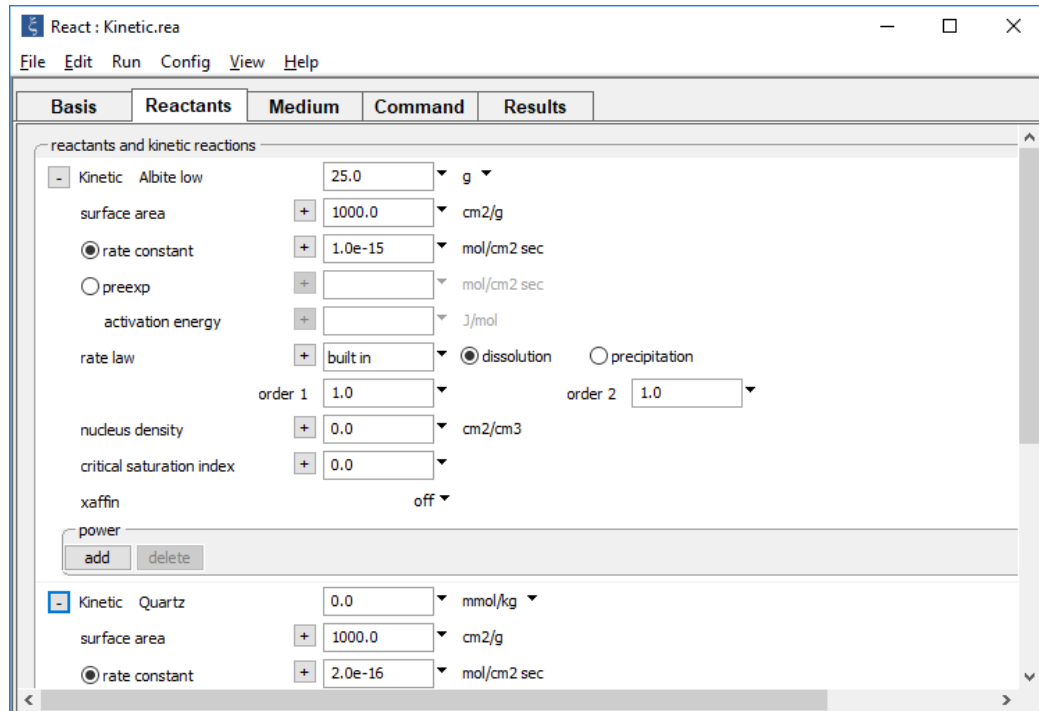 React : Kinetic.rea
File Edit Run Config View Help
Basis Reactants Medium Command Results
reactants and kinetic reactions
- Kinetic Albite low 25.0 g
surface area + 1000.0 cm2/g
rate constant + 1.0e-15 mol/cm2 sec
preexp + mol/cm2 sec
activation energy + J/mol
rate law + built in dissolution precipitation
order 1 1.0 order 2 1.0
nucleus density + 0.0 cm2/cm3
critical saturation index + 0.0
xaffin off
power
add delete
- Kinetic Quartz 0.0 mmol/kg
surface area + 1000.0 cm2/g
rate constant + 2.0e-16 mol/cm2 sec